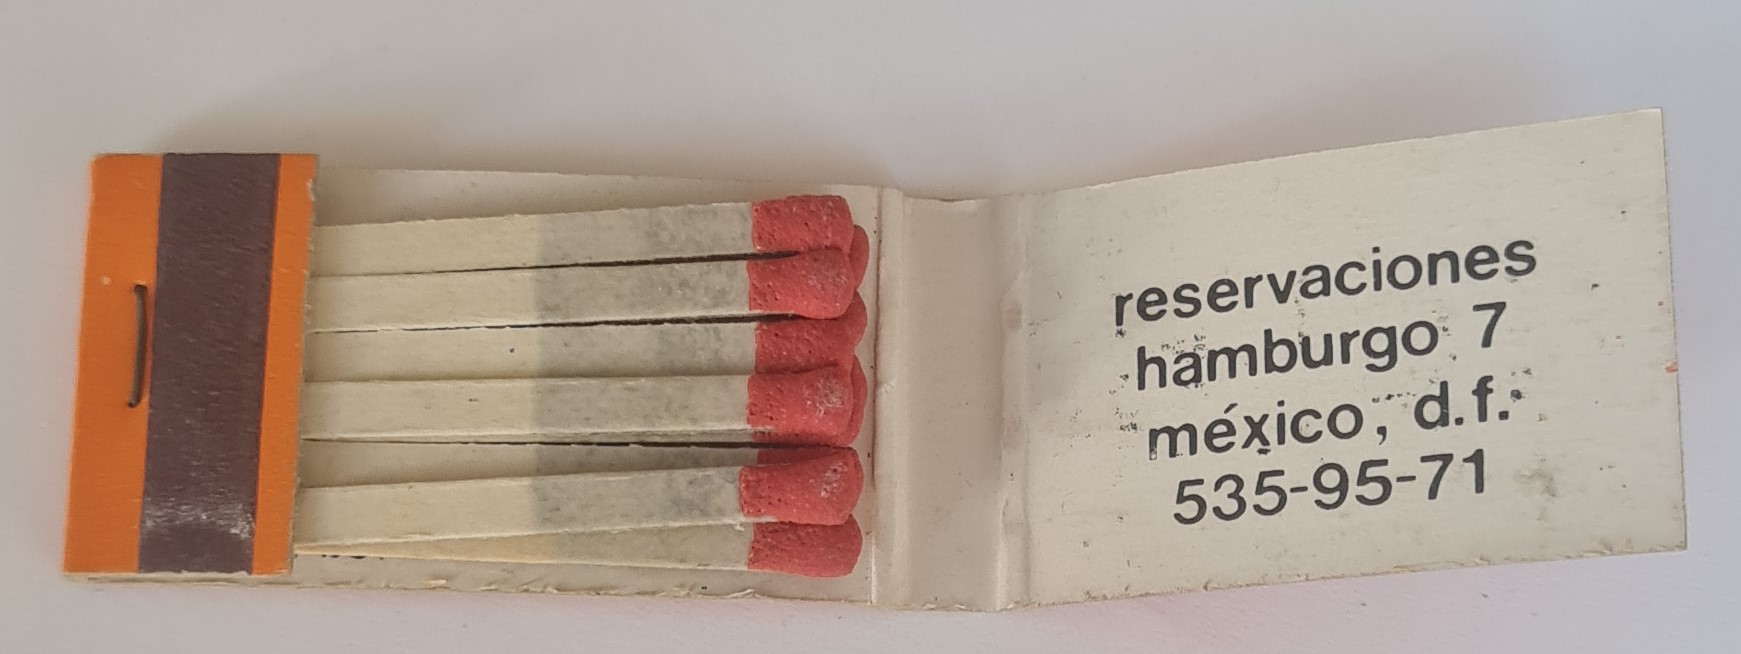 reservaciones
hamburgo 7
méxico, d.f.
535-95-71